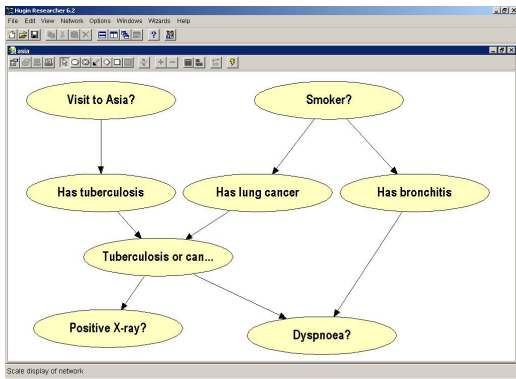 Hugin Researcher 6.2
File Edit View Network Options Windows Wizards Help
asia
Visit to Asia?
Smoker?
Has tuberculosis
Has lung cancer
Has bronchitis
Tuberculosis or can...
Positive X-ray?
Dyspnoea?
Scale display of network